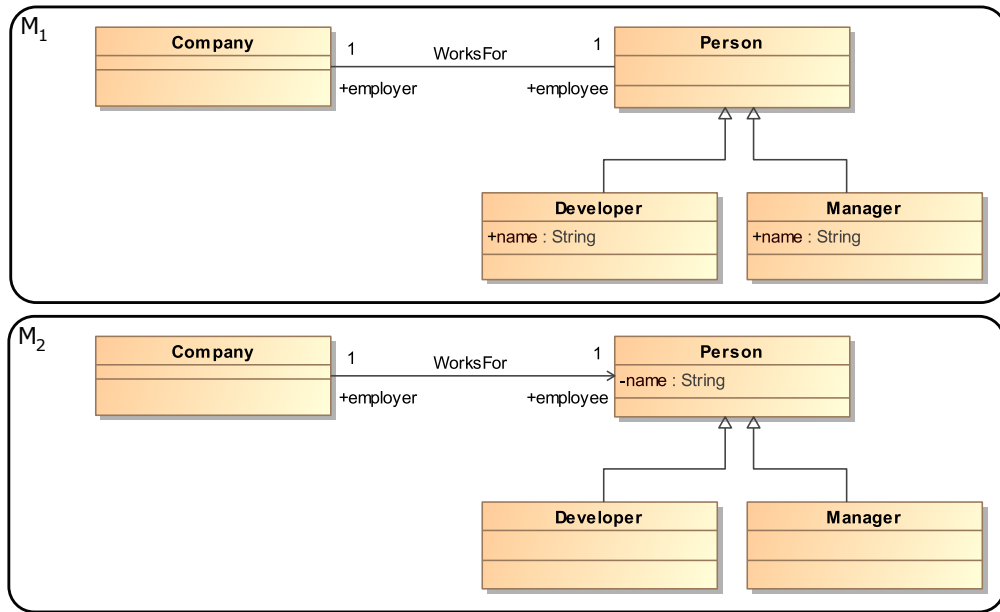 M1
Company
1
WorksFor
1
Person
+employer
+employee
Developer
+name : String
Manager
+name : String
M2
Company
1
WorksFor
1
Person
-name : String
+employer
+employee
Developer
Manager